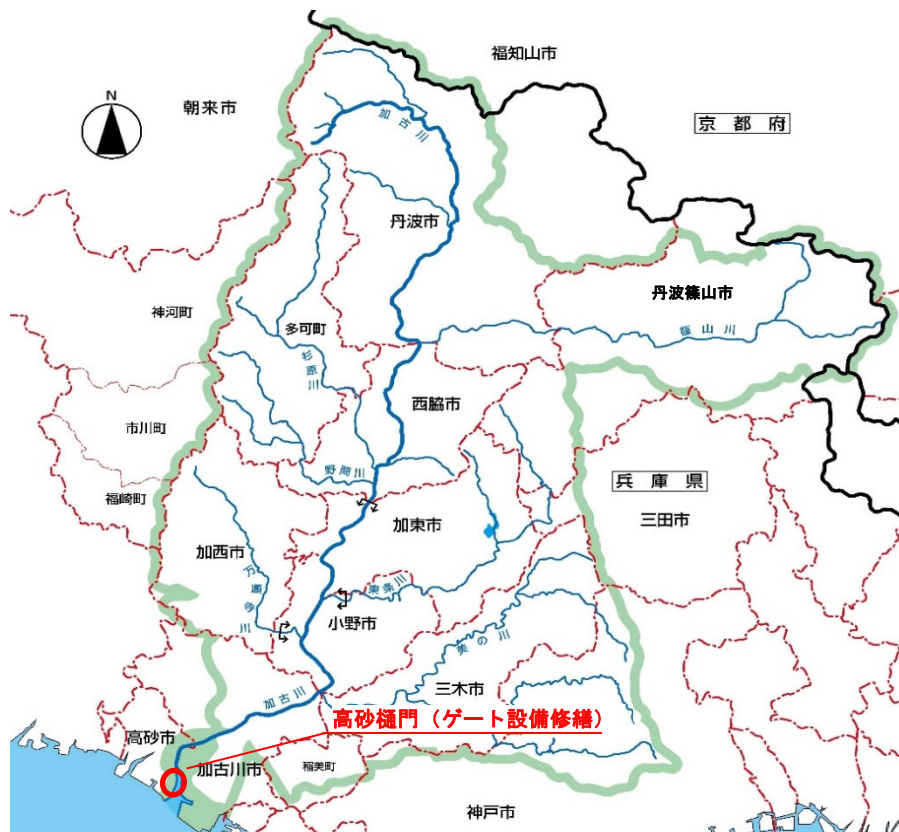 福知山市
N
朝来市
加古川
京都府
丹波市
丹波篠山市
神河町
多可町
篠山川
杉原川
西脇市
市川町
野間川
兵庫県
福崎町
加東市
三田市
加西市
万願寺川
東条川
小野市
美の川
三木市
加古川
高砂樋門（ゲート設備修繕）
高砂市
加古川市
稲美町
神戸市